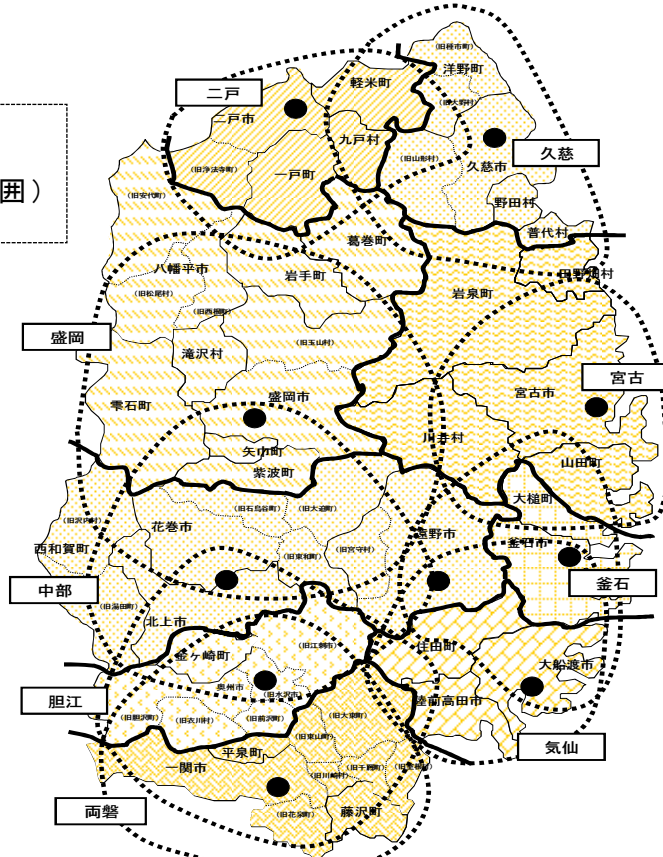 (旧種市町)
洋野町
軽米町
二戸
二戸市
(旧大野村)
九戸村
久慈
(旧山形村)
久慈市
(旧浄法寺町)
一戸町
囲）
(旧安代町)
野田村
普代村
葛巻町
八幡平市
岩手町
田野畑村
岩泉町
(旧松尾村)
(旧西根町)
盛岡
(旧玉山村)
滝沢村
宮古
宮古市
盛岡市
雫石町
川井村
矢巾町
山田町
紫波町
大槌町
(旧石鳥谷町)
(旧大迫町)
(旧沢内村)
花巻市
遠野市
釜石市
西和賀町
(旧東和町)
(旧宮守村)
釜石
中部
(旧湯田町)
北上市
金ヶ崎町
(旧江刺市)
住田町
大船渡市
奥州市
(旧水沢市)
胆江
陸前高田市
(旧胆沢町)
(旧衣川村)
(旧前沢町)
(旧大東町)
(旧東山町)
気仙
平泉町
一関市
(旧千厩町)
(旧室根村)
(旧川崎村)
両磐
(旧花泉町)
藤沢町